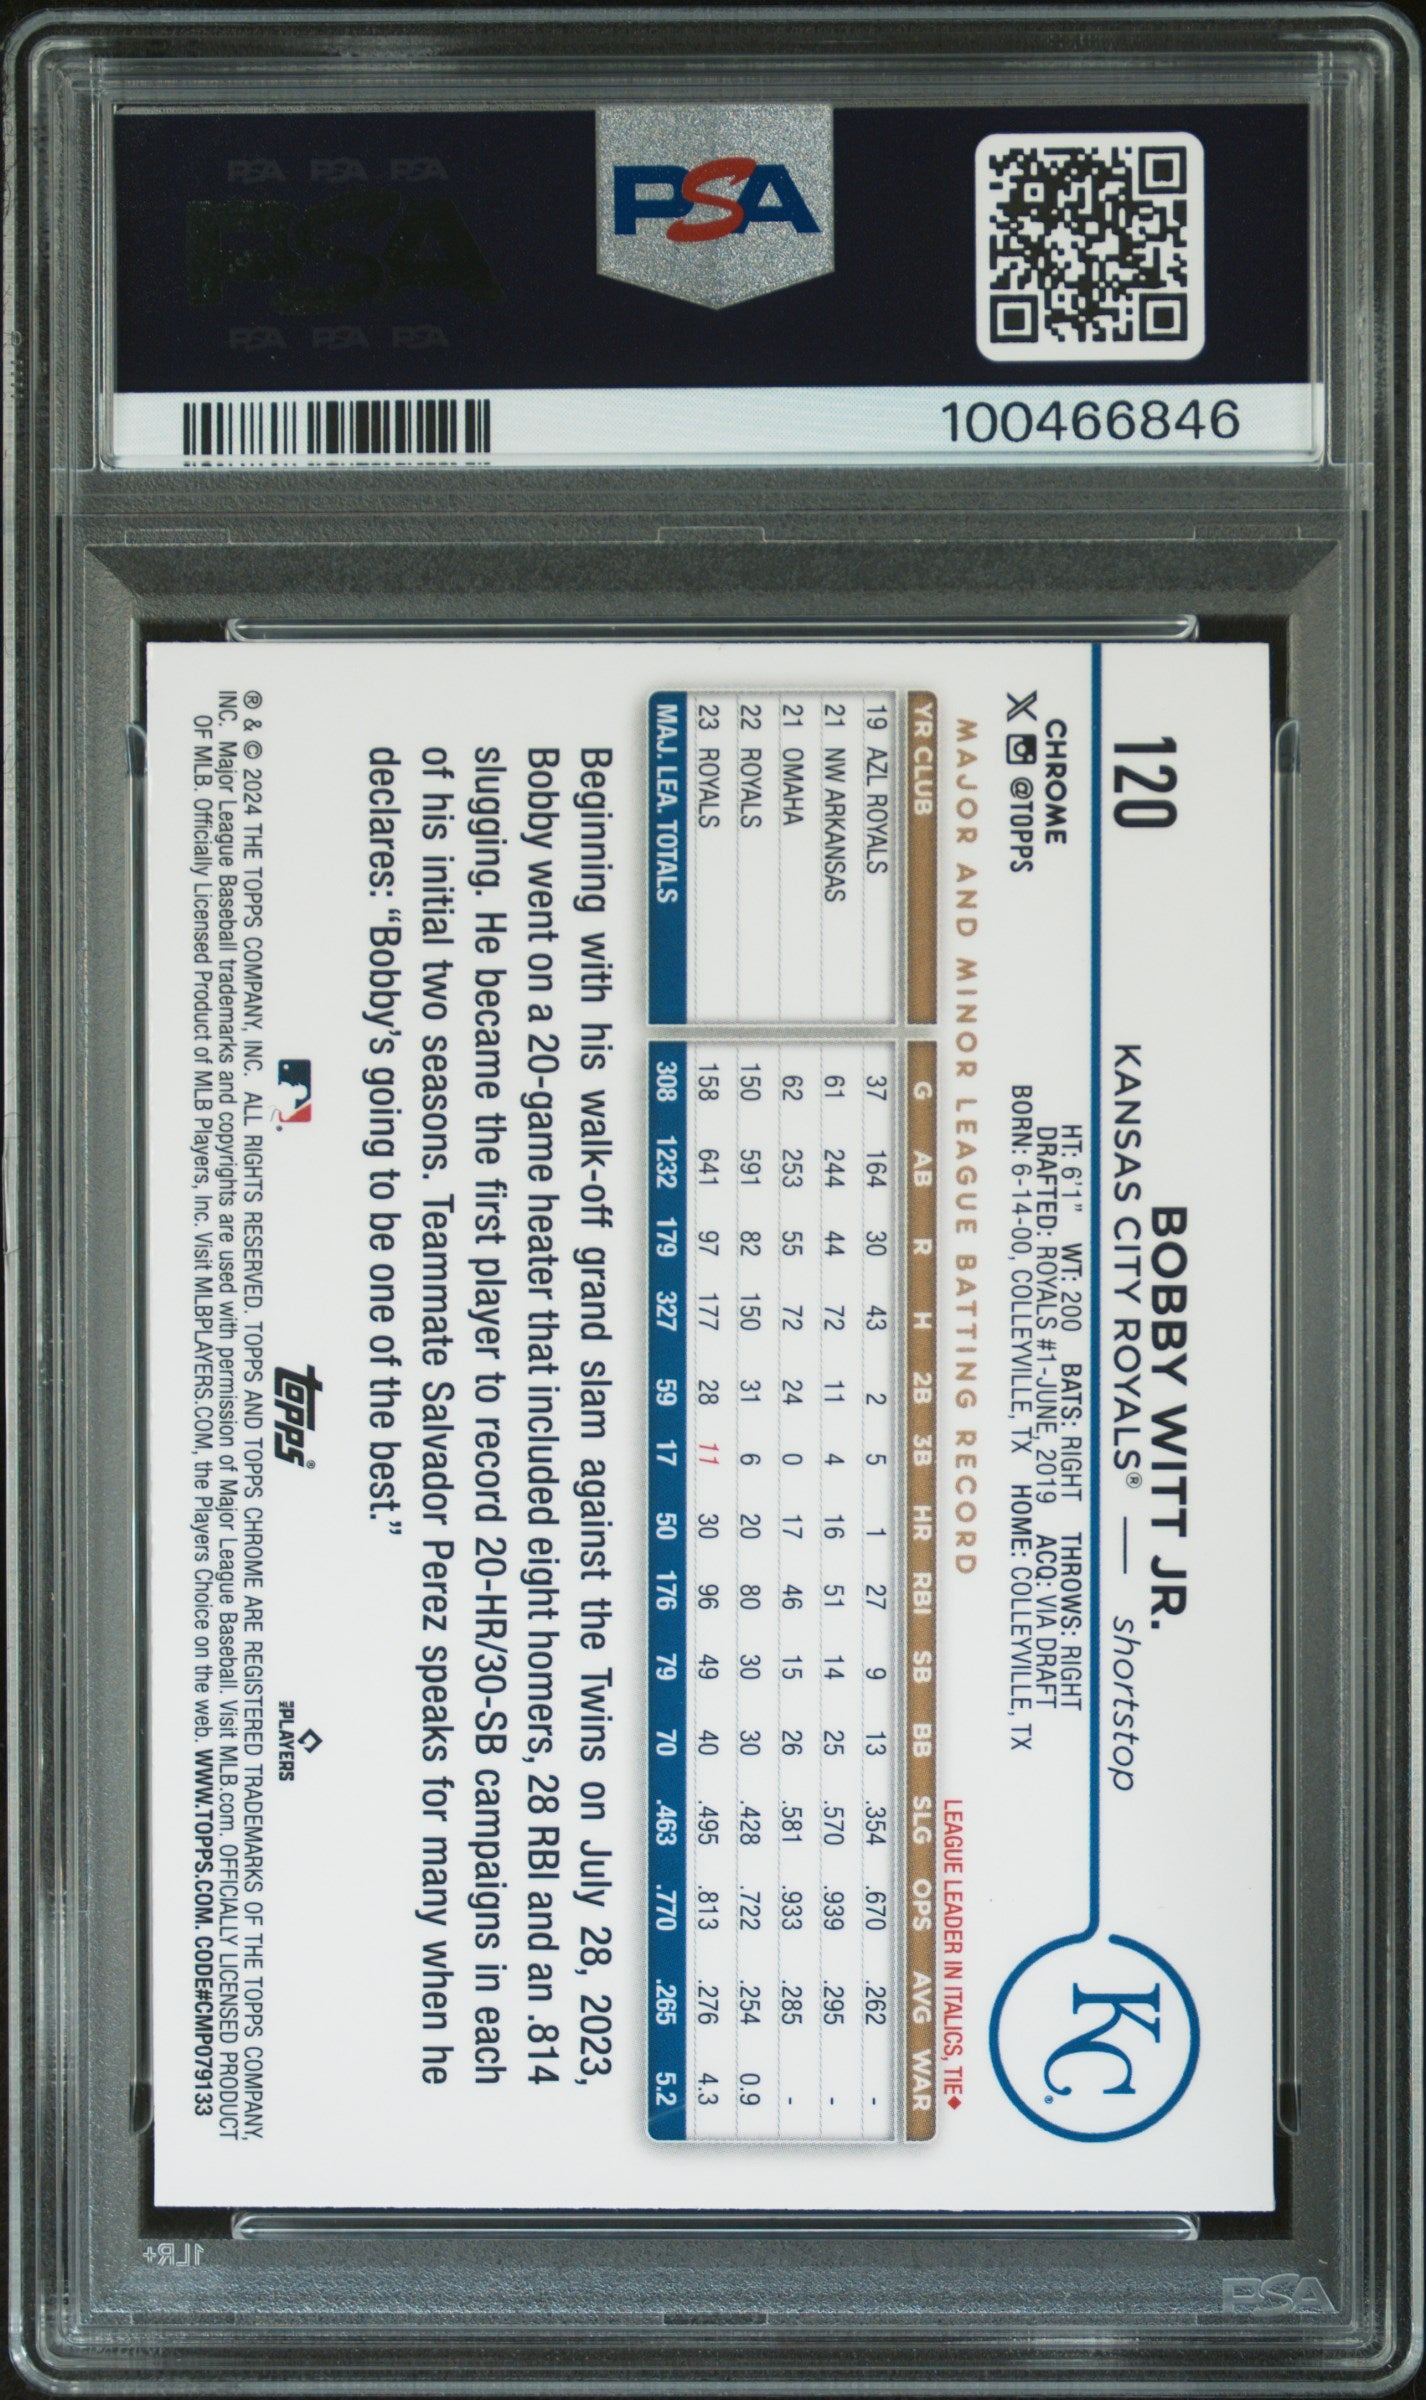 PSA PSA PSA
PSA
PSA PSA PSA
PSA
100466846
120
BOBBY WITT JR.
KANSAS CITY ROYALS® — shortstop
CHROME
X @TOPPS
HT: 6'1" WT: 200 BATS: RIGHT THROWS: RIGHT
DRAFTED: ROYALS #1-JUNE, 2019 ACQ: VIA DRAFT
BORN: 6-14-00, COLLEYVILLE, TX HOME: COLLEYVILLE, TX
KC®
MAJOR AND MINOR LEAGUE BATTING RECORD
LEAGUE LEADER IN ITALICS, TIE♦
YR CLUB G AB R H 2B 3B HR RBI SB BB SLG OPS AVG WAR
19 AZL ROYALS 37 164 30 43 2 5 1 27 9 13 .354 .670 .262 -
21 NW ARKANSAS 61 244 44 72 11 4 16 51 14 25 .570 .939 .295 -
21 OMAHA 62 253 55 72 24 0 17 46 15 26 .581 .933 .285 -
22 ROYALS 150 591 82 150 31 6 20 80 30 30 .428 .722 .254 0.9
23 ROYALS 158 641 97 177 28 11 30 96 49 40 .495 .813 .276 4.3
MAJ. LEA. TOTALS 308 1232 179 327 59 17 50 176 79 70 .463 .770 .265 5.2
Beginning with his walk-off grand slam against the Twins on July 28, 2023,
Bobby went on a 20-game heater that included eight homers, 28 RBI and an .814
slugging. He became the first player to record 20-HR/30-SB campaigns in each
of his initial two seasons. Teammate Salvador Perez speaks for many when he
declares: “Bobby's going to be one of the best.”
topps®
PLAYERS
® & © 2024 THE TOPPS COMPANY, INC. ALL RIGHTS RESERVED. TOPPS AND TOPPS CHROME ARE REGISTERED TRADEMARKS OF THE TOPPS COMPANY,
INC. Major League Baseball trademarks and copyrights are used with permission of Major League Baseball. Visit MLB.com. OFFICIALLY LICENSED PRODUCT
OF MLB. Officially Licensed Product of MLB Players, Inc. Visit MLBPLAYERS.COM, the Players Choice on the web. WWW.TOPPS.COM. CODE#CMP079133
1LR+
PSA